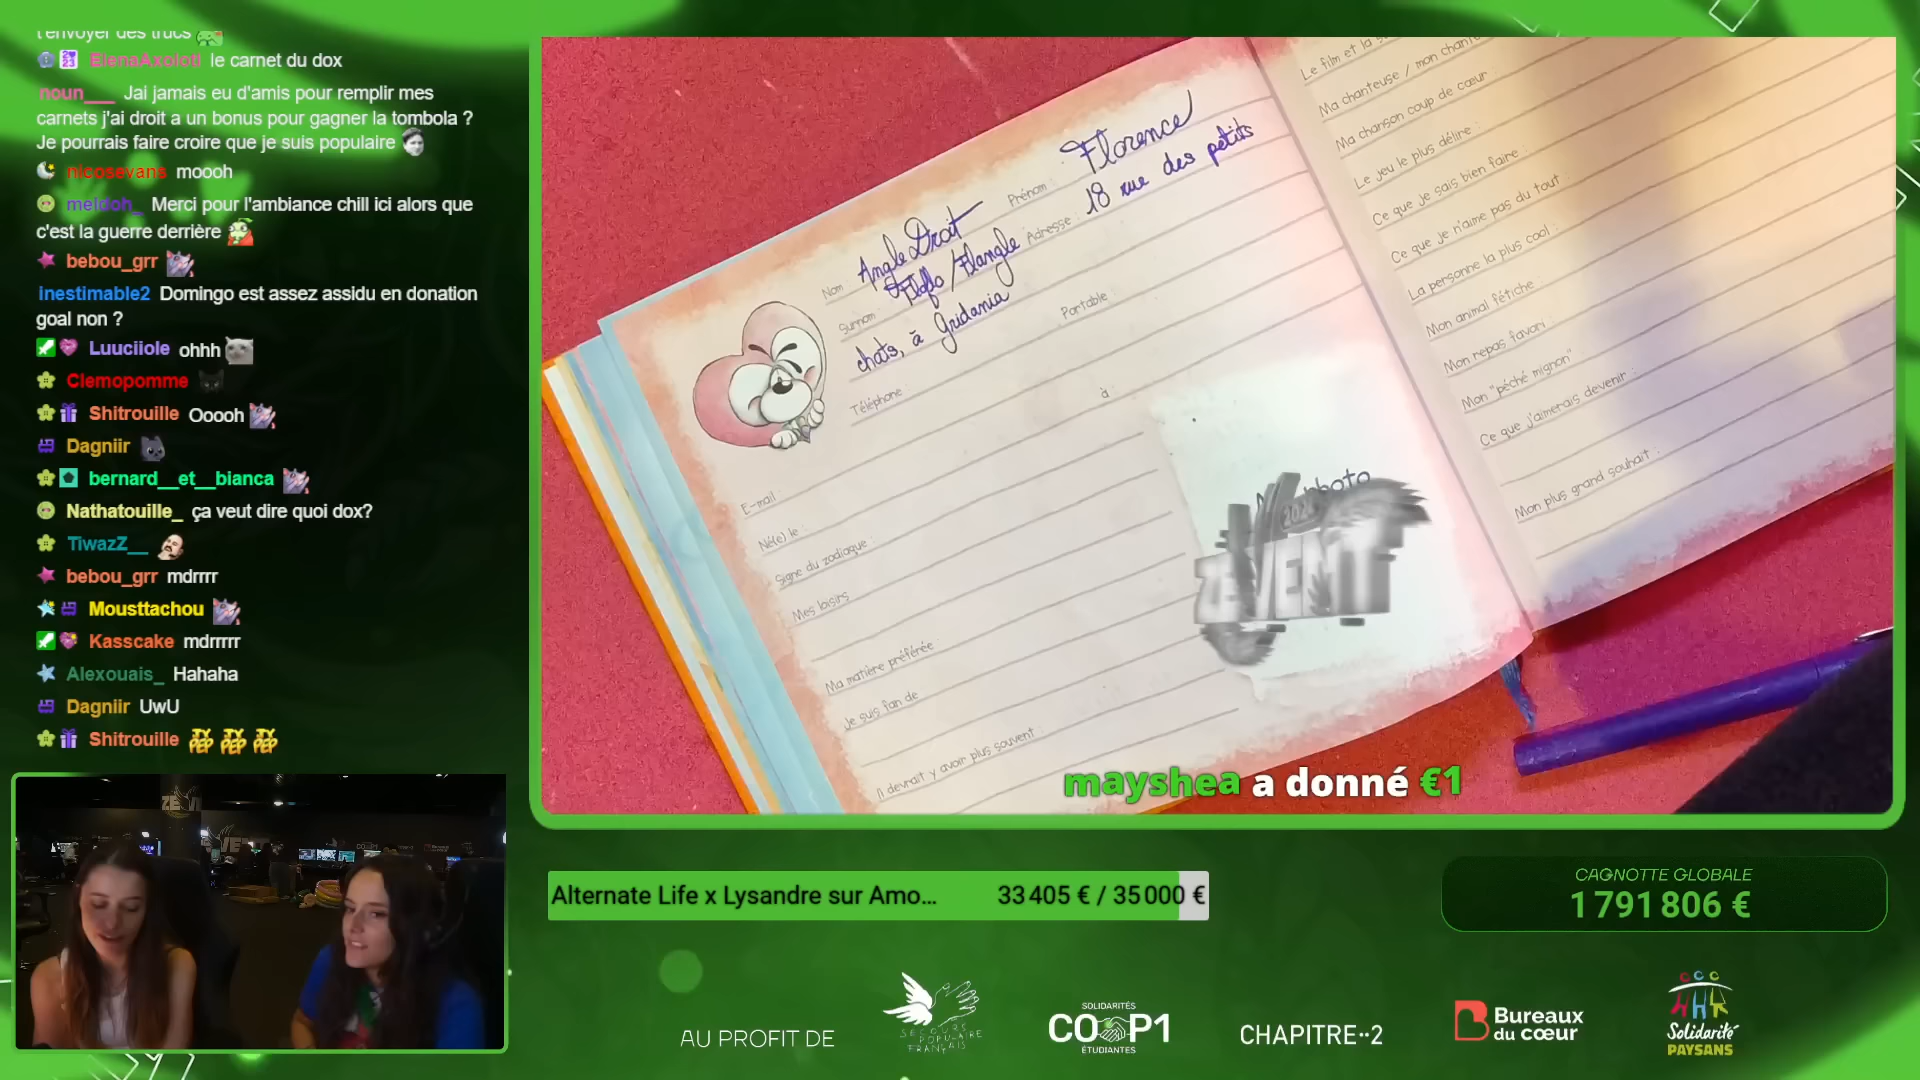 t'envoyer des trucs
ElenaAxolotl le carnet du dox
noun___ Jai jamais eu d'amis pour remplir mes
carnets j'ai droit a un bonus pour gagner la tombola ?
Je pourrais faire croire que je suis populaire
nicosevans moooh
meldoh_ Merci pour l'ambiance chill ici alors que
c'est la guerre derrière
bebou_grr
inestimable2 Domingo est assez assidu en donation
goal non ?
Luuciiole ohhh
Clemopomme
Shitrouille Ooooh
Dagniir
bernard__et__bianca
Nathatouille_ ça veut dire quoi dox?
TiwazZ__
bebou_grr mdrrrr
Mousttachou
Kasscake mdrrrrr
Alexouais_ Hahaha
Dagniir UwU
Shitrouille
Nom Angle Droit Prénom : Florence
Surnom : Floflo/Flangle Adresse : 18 rue des petits
chats, à Gridania
Téléphone : Portable :
E-mail :
Né(e) le : à :
Signe du zodiaque :
Mes loisirs
Ma matière préférée
Je suis fan de
Il devrait y avoir plus souvent :
photo
ZEVENT
Le film et la
Ma chanteuse / mon chanteur
Ma chanson coup de cœur :
Le jeu le plus délire :
Ce que je sais bien faire :
Ce que je n'aime pas du tout :
La personne la plus cool :
Mon animal fétiche :
Mon repas favori :
Mon "péché mignon"
Ce que j'aimerais devenir :
Mon plus grand souhait :
mayshea a donné €1
Alternate Life x Lysandre sur Amo... 33 405 € / 35 000 €
CAGNOTTE GLOBALE
1 791 806 €
AU PROFIT DE
SECOURS
POPULAIRE
FRANÇAIS
SOLIDARITÉS
CO P1
ÉTUDIANTES
CHAPITRE··2
Bureaux
du cœur
Solidarité
PAYSANS